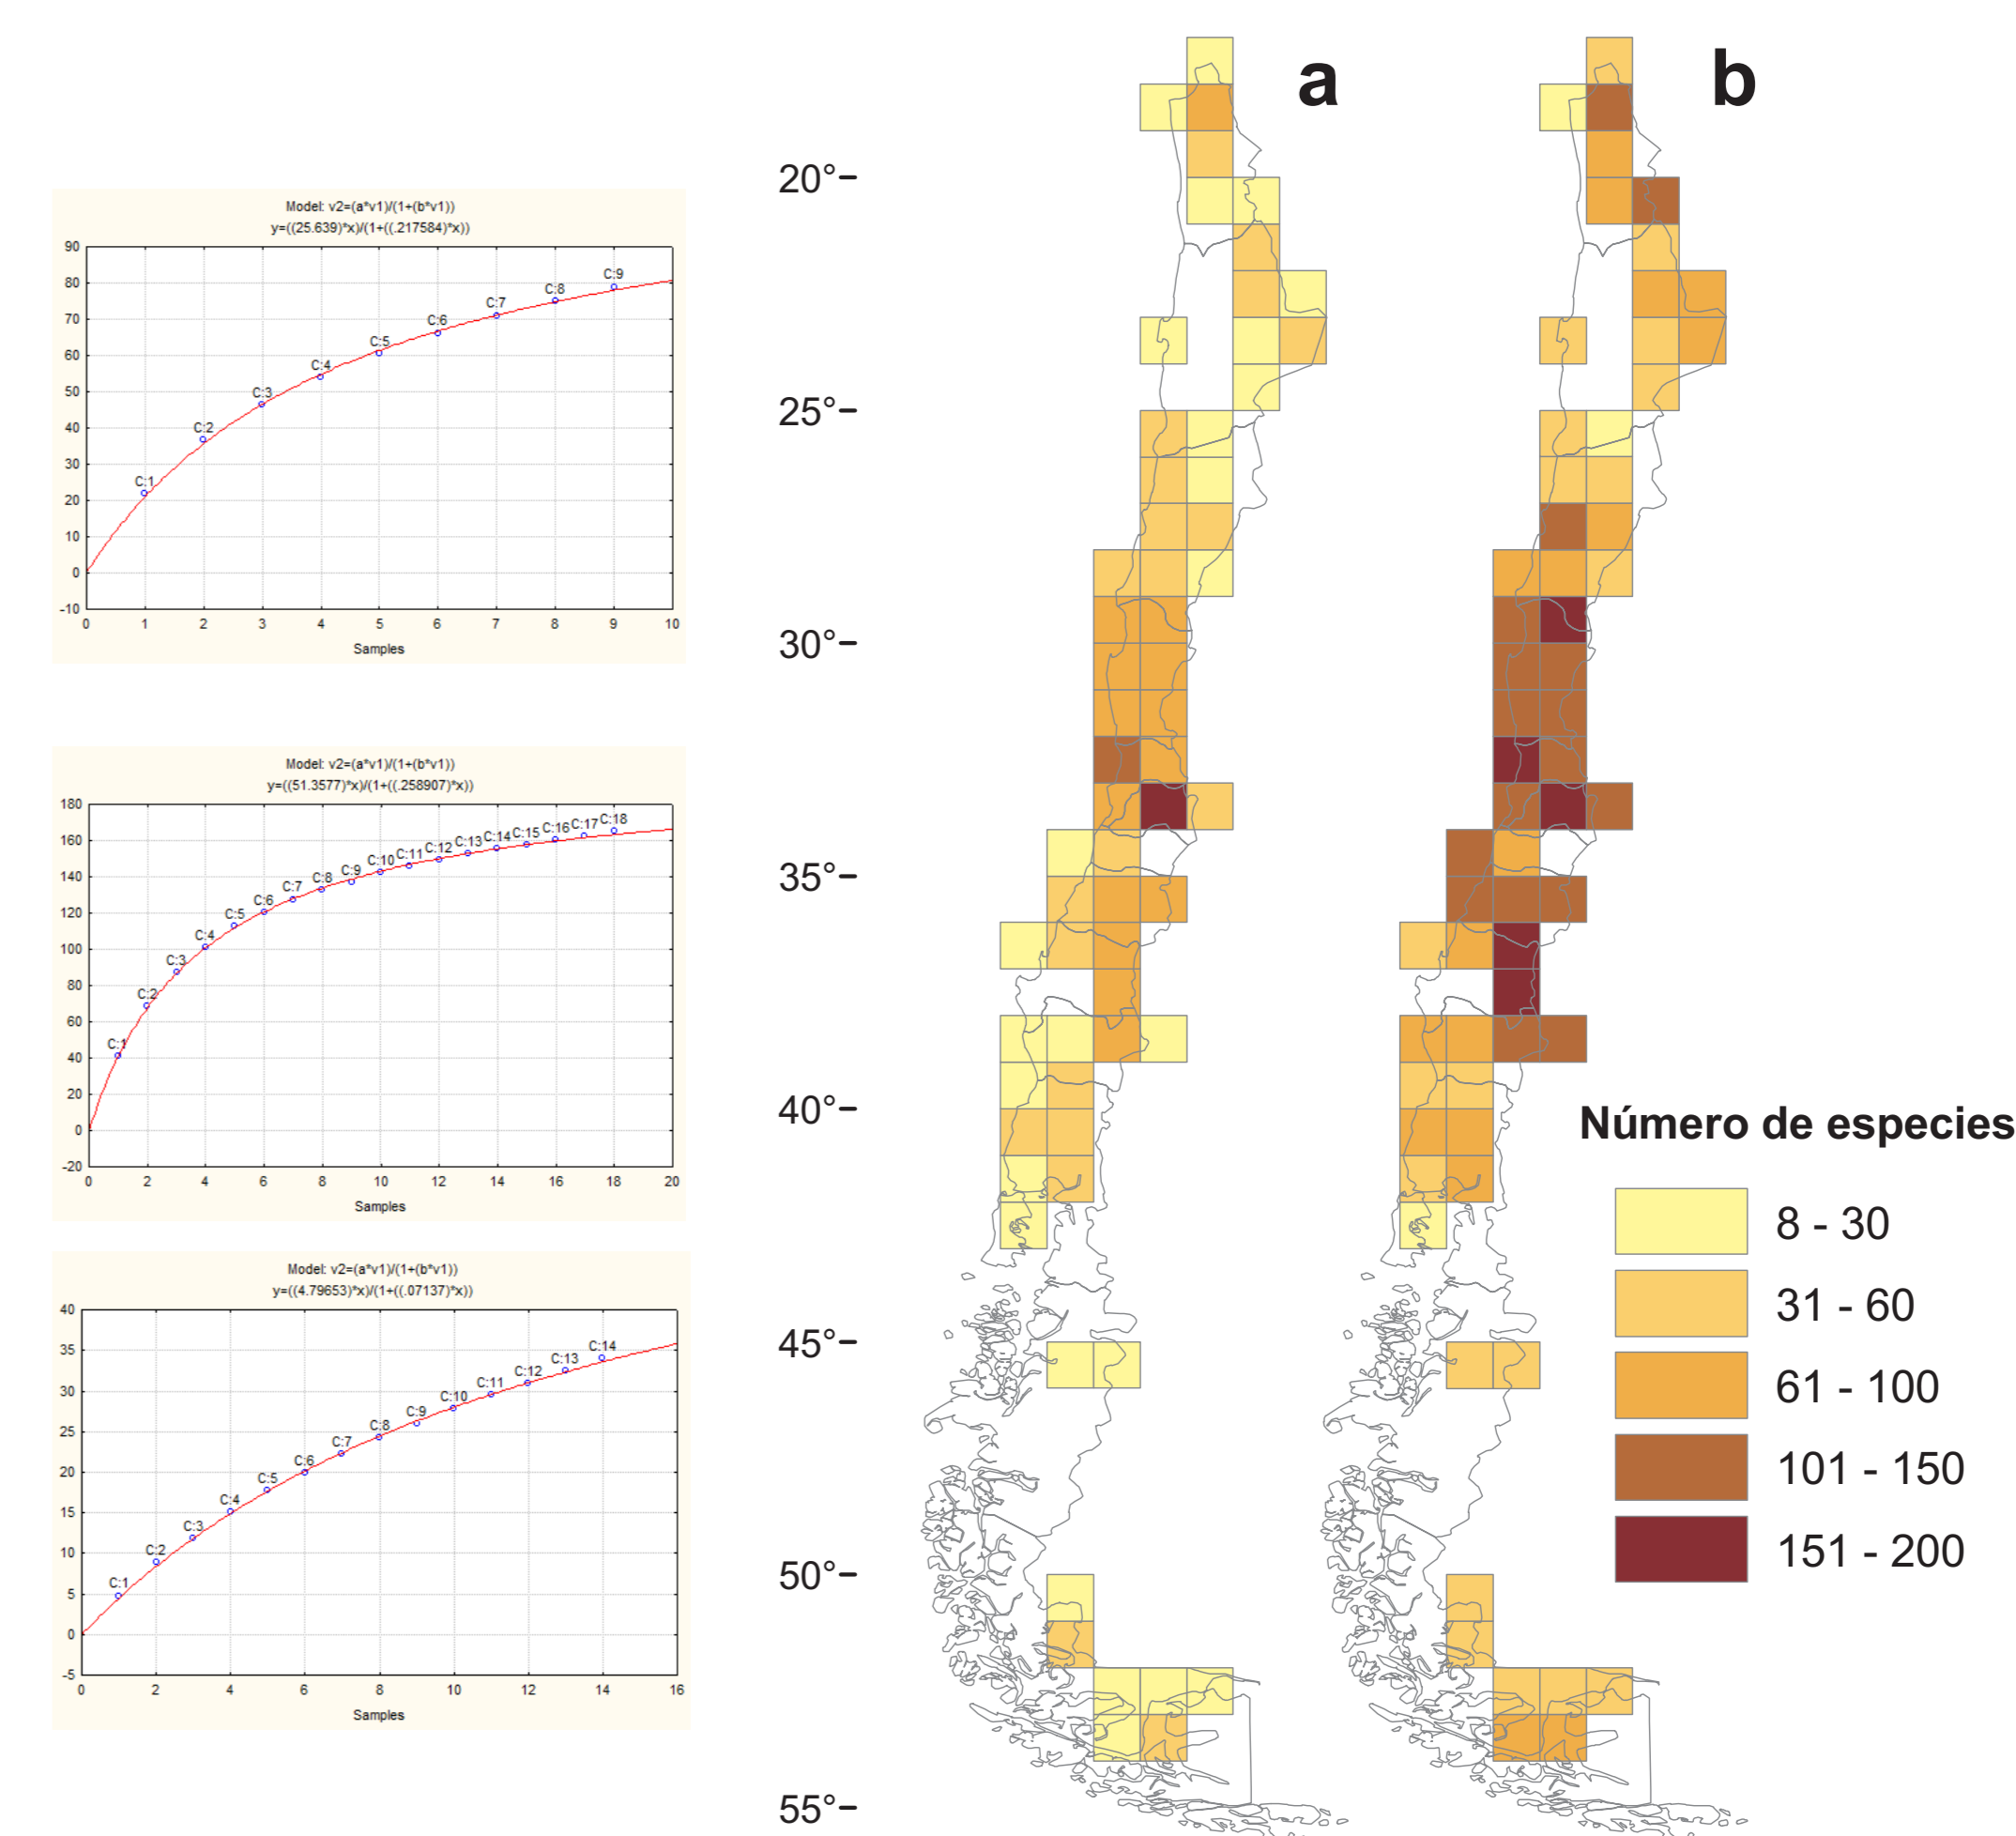 Model: v2=(a*v1)/(1+(b*v1))
y=((25.639)*x)/(1+((.217584)*x))
90
80
70
60
50
40
30
20
10
0
-10
C:1
C:2
C:3
C:4
C:5
C:6
C:7
C:8
C:9
0 1 2 3 4 5 6 7 8 9 10
Samples
Model: v2=(a*v1)/(1+(b*v1))
y=((51.3577)*x)/(1+((.258907)*x))
180
160
140
120
100
80
60
40
20
0
-20
C:1
C:2
C:3
C:4
C:5
C:6
C:7
C:8
C:9
C:10
C:11
C:12
C:13
C:14
C:15
C:16
C:17
C:18
0 2 4 6 8 10 12 14 16 18 20
Samples
Model: v2=(a*v1)/(1+(b*v1))
y=((4.79653)*x)/(1+((.07137)*x))
40
35
30
25
20
15
10
5
0
-5
C:1
C:2
C:3
C:4
C:5
C:6
C:7
C:8
C:9
C:10
C:11
C:12
C:13
C:14
0 2 4 6 8 10 12 14 16
Samples
a
b
20°
25°
30°
35°
40°
45°
50°
55°
Número de especies
8 - 30
31 - 60
61 - 100
101 - 150
151 - 200